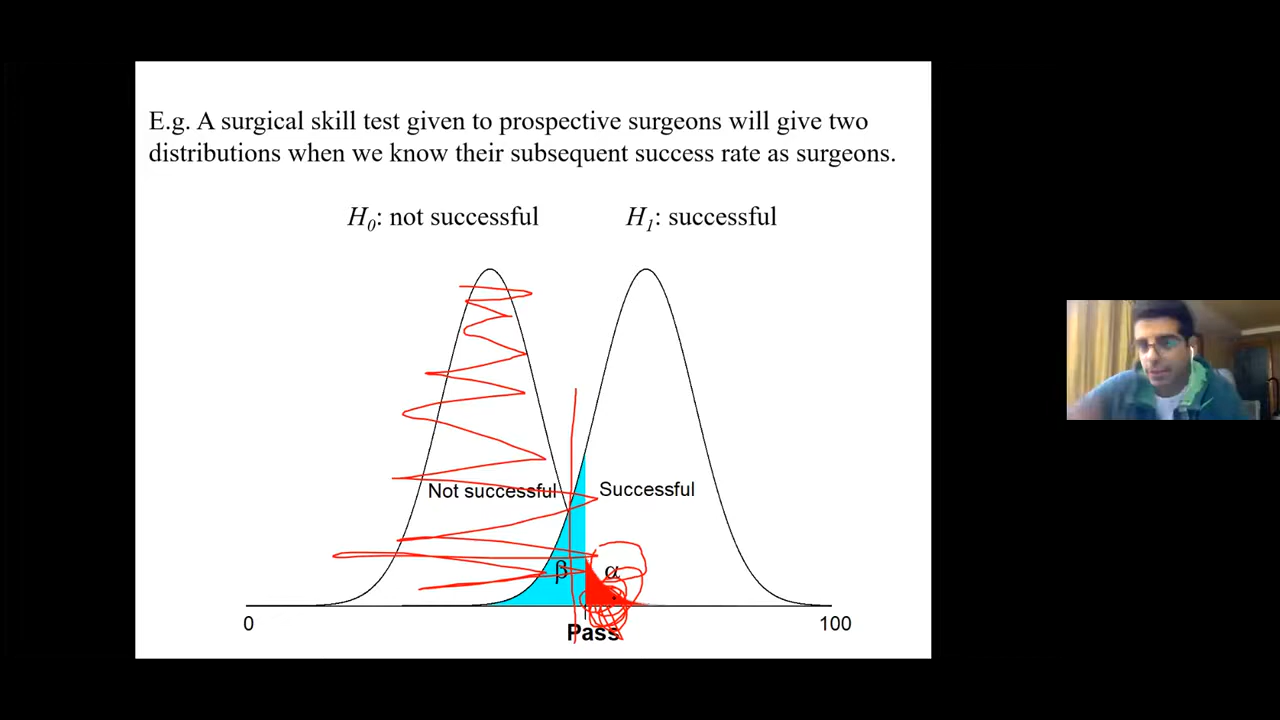 E.g. A surgical skill test given to prospective surgeons will give two
distributions when we know their subsequent success rate as surgeons.
H0: not successful H1: successful
Not successful Successful
β α
0 100
Pass